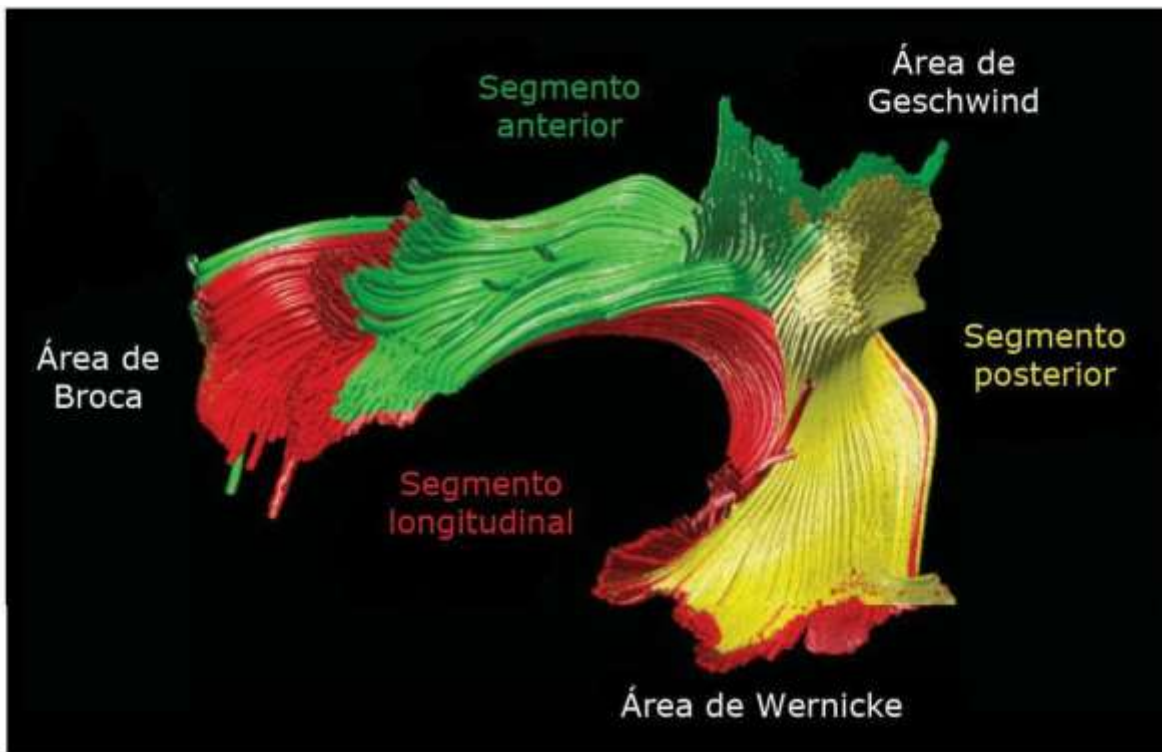 Segmento
anterior
Área de
Geschwind
Área de
Broca
Segmento
posterior
Segmento
longitudinal
Área de Wernicke